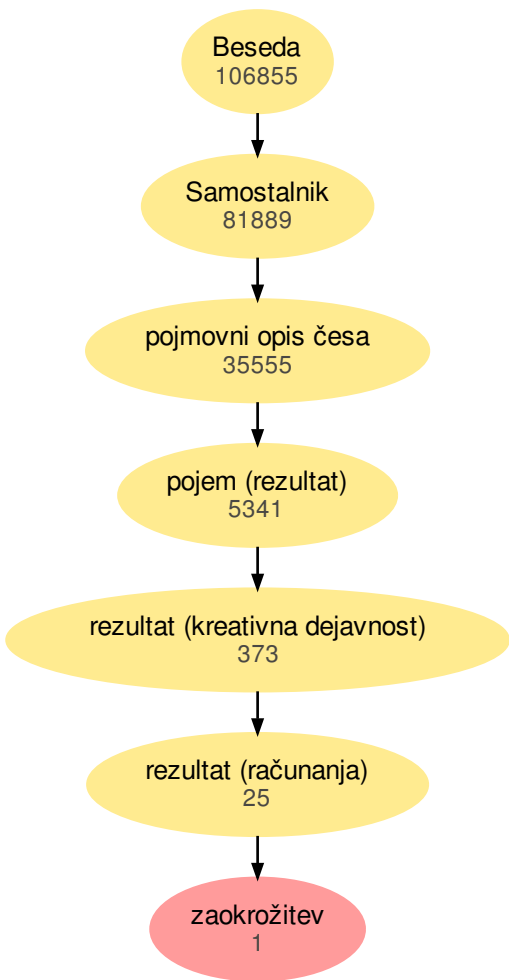 Beseda
106855
Samostalnik
81889
pojmovni opis česa
35555
pojem (rezultat)
5341
rezultat (kreativna dejavnost)
373
rezultat (računanja)
25
zaokrožitev
1